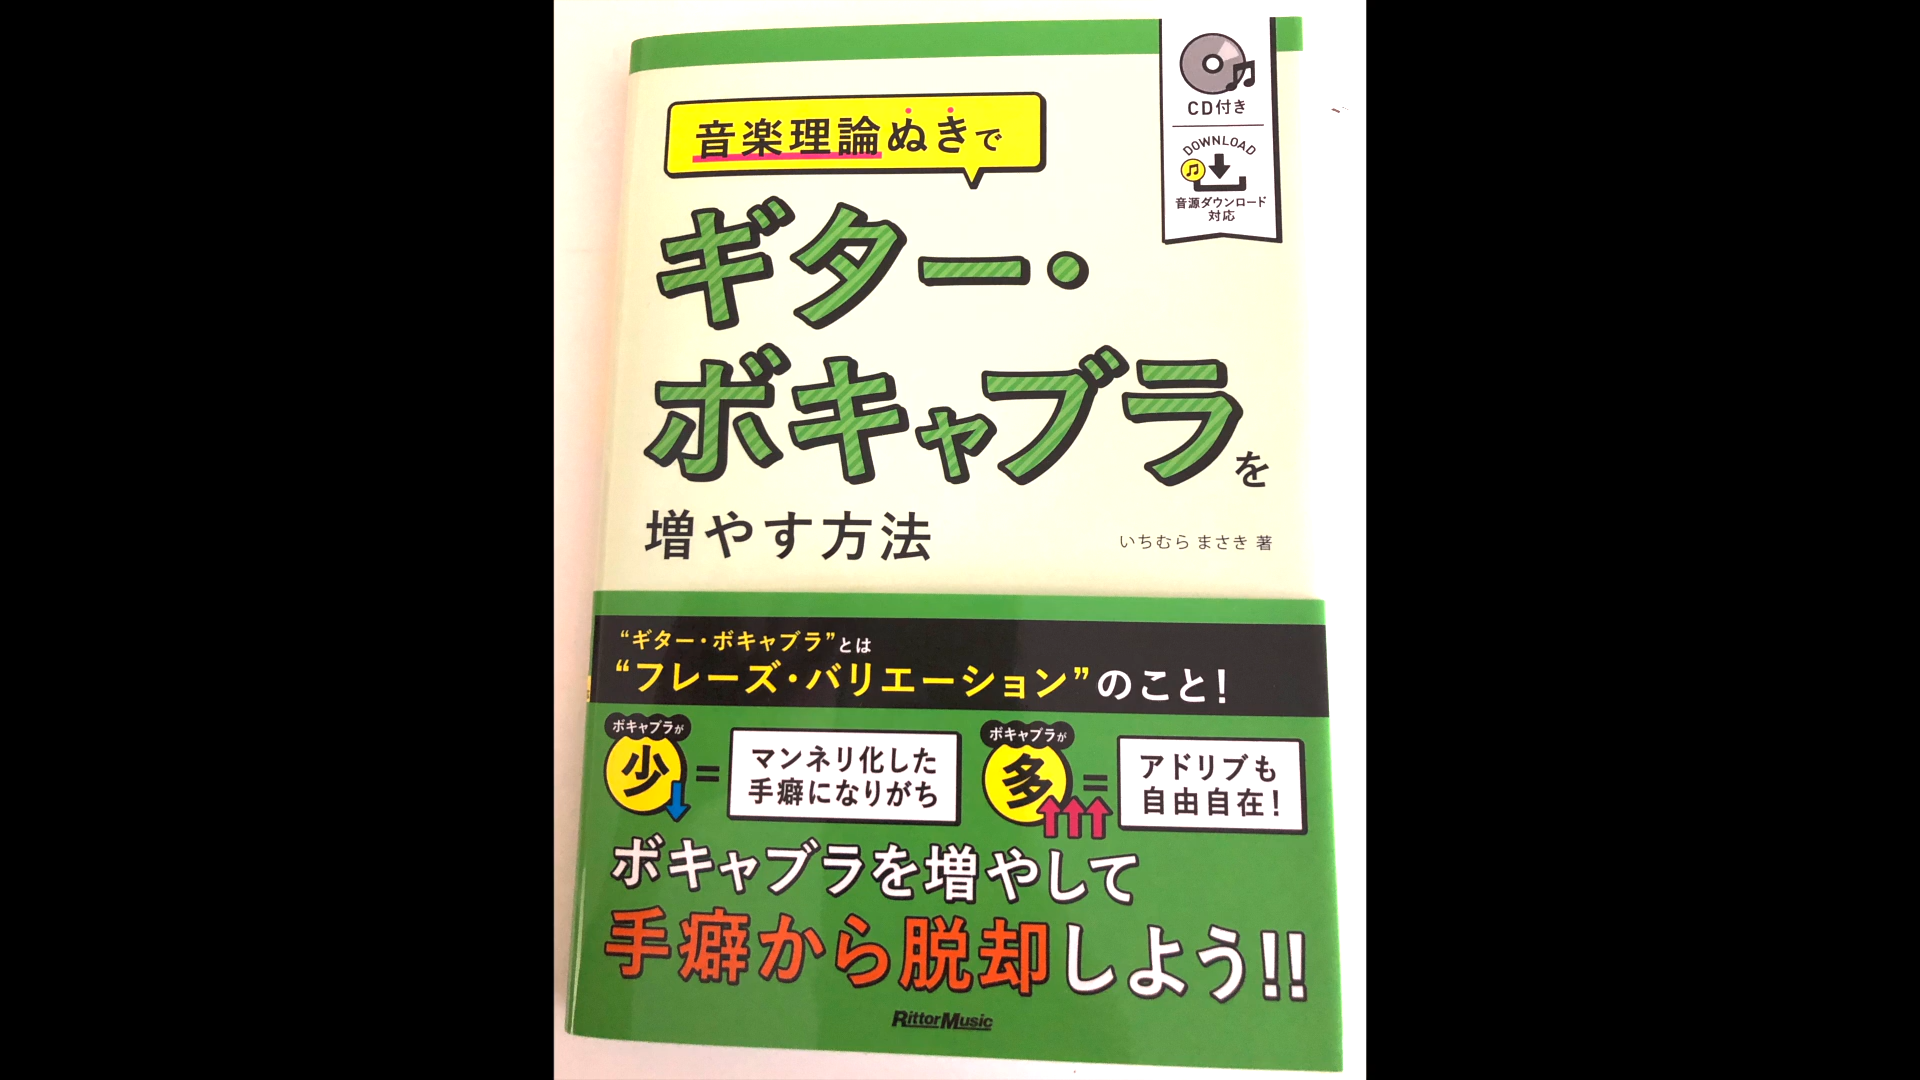 CD付き
DOWNLOAD
音源ダウンロード
対応
音楽理論ぬきで
ギター・
ボキャブラを
増やす方法
いちむら まさき 著
“ギター・ボキャブラ”とは
“フレーズ・バリエーション”のこと!
ボキャブラが
少
=
マンネリ化した
手癖になりがち
ボキャブラが
多
=
アドリブも
自由自在!
ボキャブラを増やして
手癖から脱却しよう!!
Rittor Music